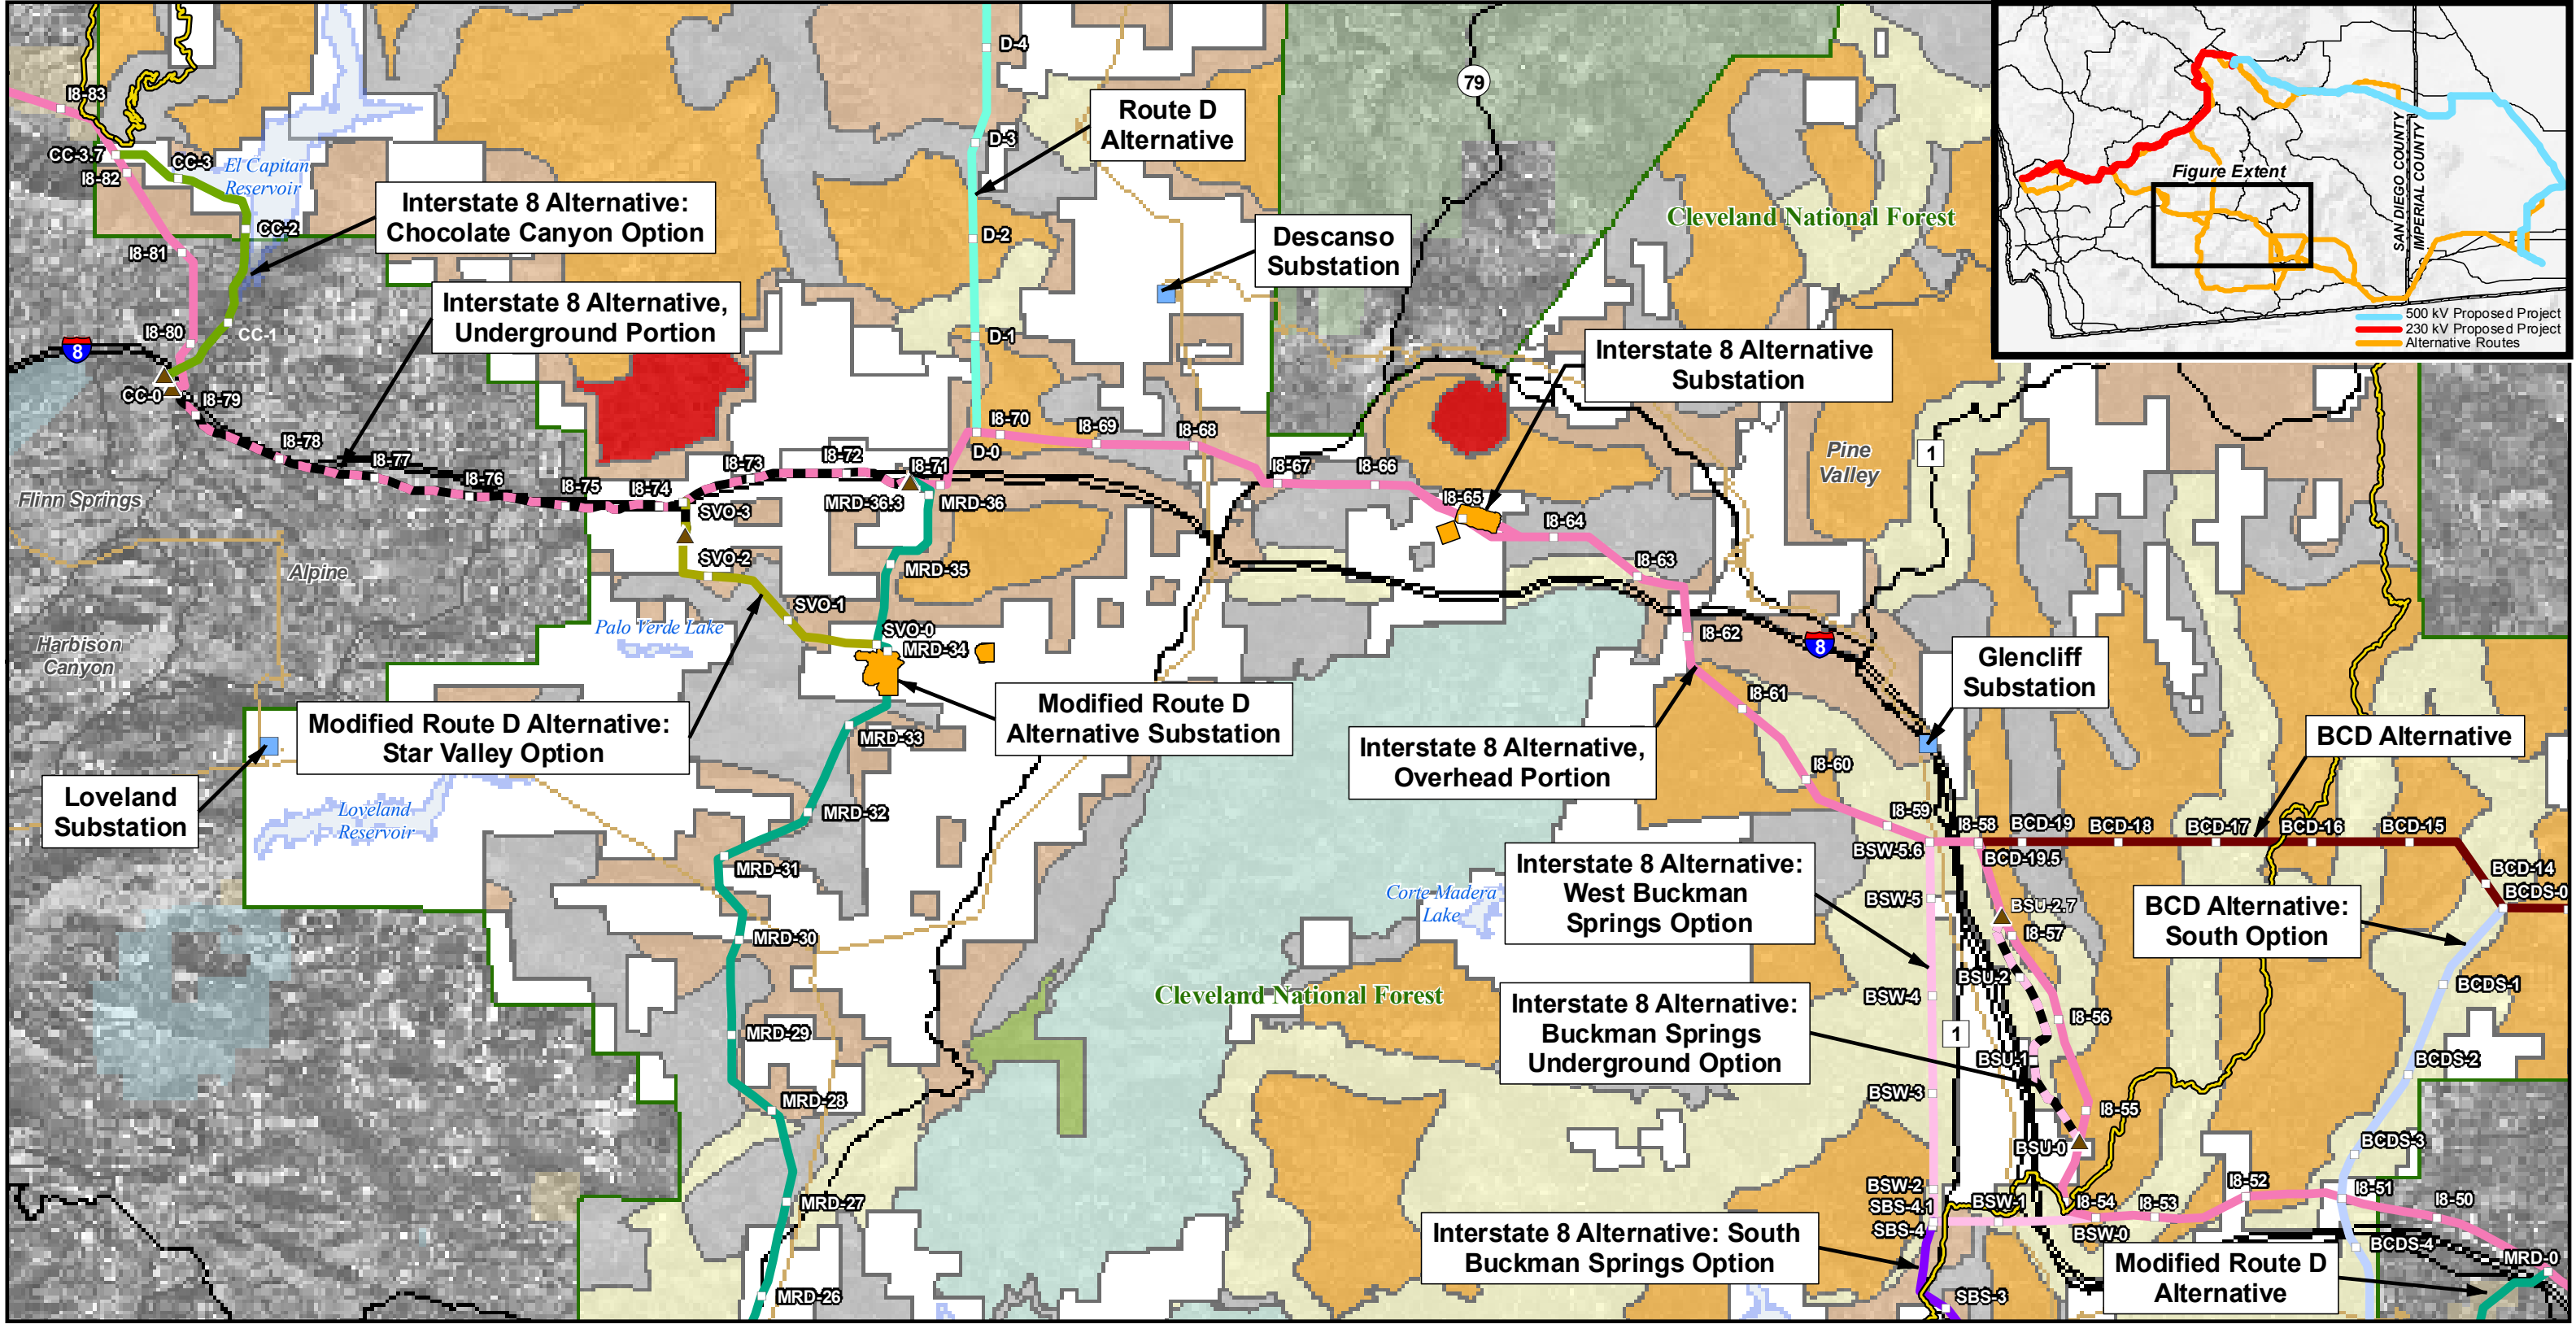 I8-83
CC-3.7
CC-3
I8-82
El Capitan
Reservoir
Interstate 8 Alternative:
Chocolate Canyon Option
CC-2
I8-81
Interstate 8 Alternative,
Underground Portion
I8-80
CC-1
8
CC-0
I8-79
I8-78
I8-77
I8-76
I8-75
I8-74
I8-73
I8-72
I8-71
Flinn Springs
Alpine
Harbison
Canyon
D-4
D-3
Route D
Alternative
D-2
D-1
D-0
Descanso
Substation
79
Cleveland National Forest
Interstate 8 Alternative
Substation
I8-70
I8-69
I8-68
I8-67
I8-66
I8-65
I8-64
I8-63
I8-62
I8-61
I8-60
I8-59
I8-58
Pine
Valley
1
8
Figure Extent
SAN DIEGO COUNTY
IMPERIAL COUNTY
500 kV Proposed Project
230 kV Proposed Project
Alternative Routes
SVO-3
SVO-2
SVO-1
SVO-0
MRD-36.3
MRD-36
MRD-35
MRD-34
Palo Verde Lake
Modified Route D Alternative:
Star Valley Option
Modified Route D
Alternative Substation
Loveland
Substation
Loveland
Reservoir
MRD-33
MRD-32
MRD-31
MRD-30
MRD-29
MRD-28
MRD-27
MRD-26
Interstate 8 Alternative,
Overhead Portion
Glencliff
Substation
BCD Alternative
BCD-19
BCD-18
BCD-17
BCD-16
BCD-15
BCD-19.5
BCD-14
BCDS-0
BSW-5.6
Interstate 8 Alternative:
West Buckman
Springs Option
Corte Madera
Lake
BSW-5
BSU-2.7
I8-57
BCD Alternative:
South Option
Cleveland National Forest
Interstate 8 Alternative:
Buckman Springs
Underground Option
BSW-4
BSU-2
BCDS-1
I8-56
1
BSU-1
BCDS-2
BSW-3
I8-55
BSU-0
BCDS-3
BSW-2
SBS-4.1
SBS-4
BSW-1
I8-54
I8-53
I8-52
I8-51
I8-50
BSW-0
BCDS-4
Interstate 8 Alternative: South
Buckman Springs Option
Modified Route D
Alternative
MRD-0
SBS-3